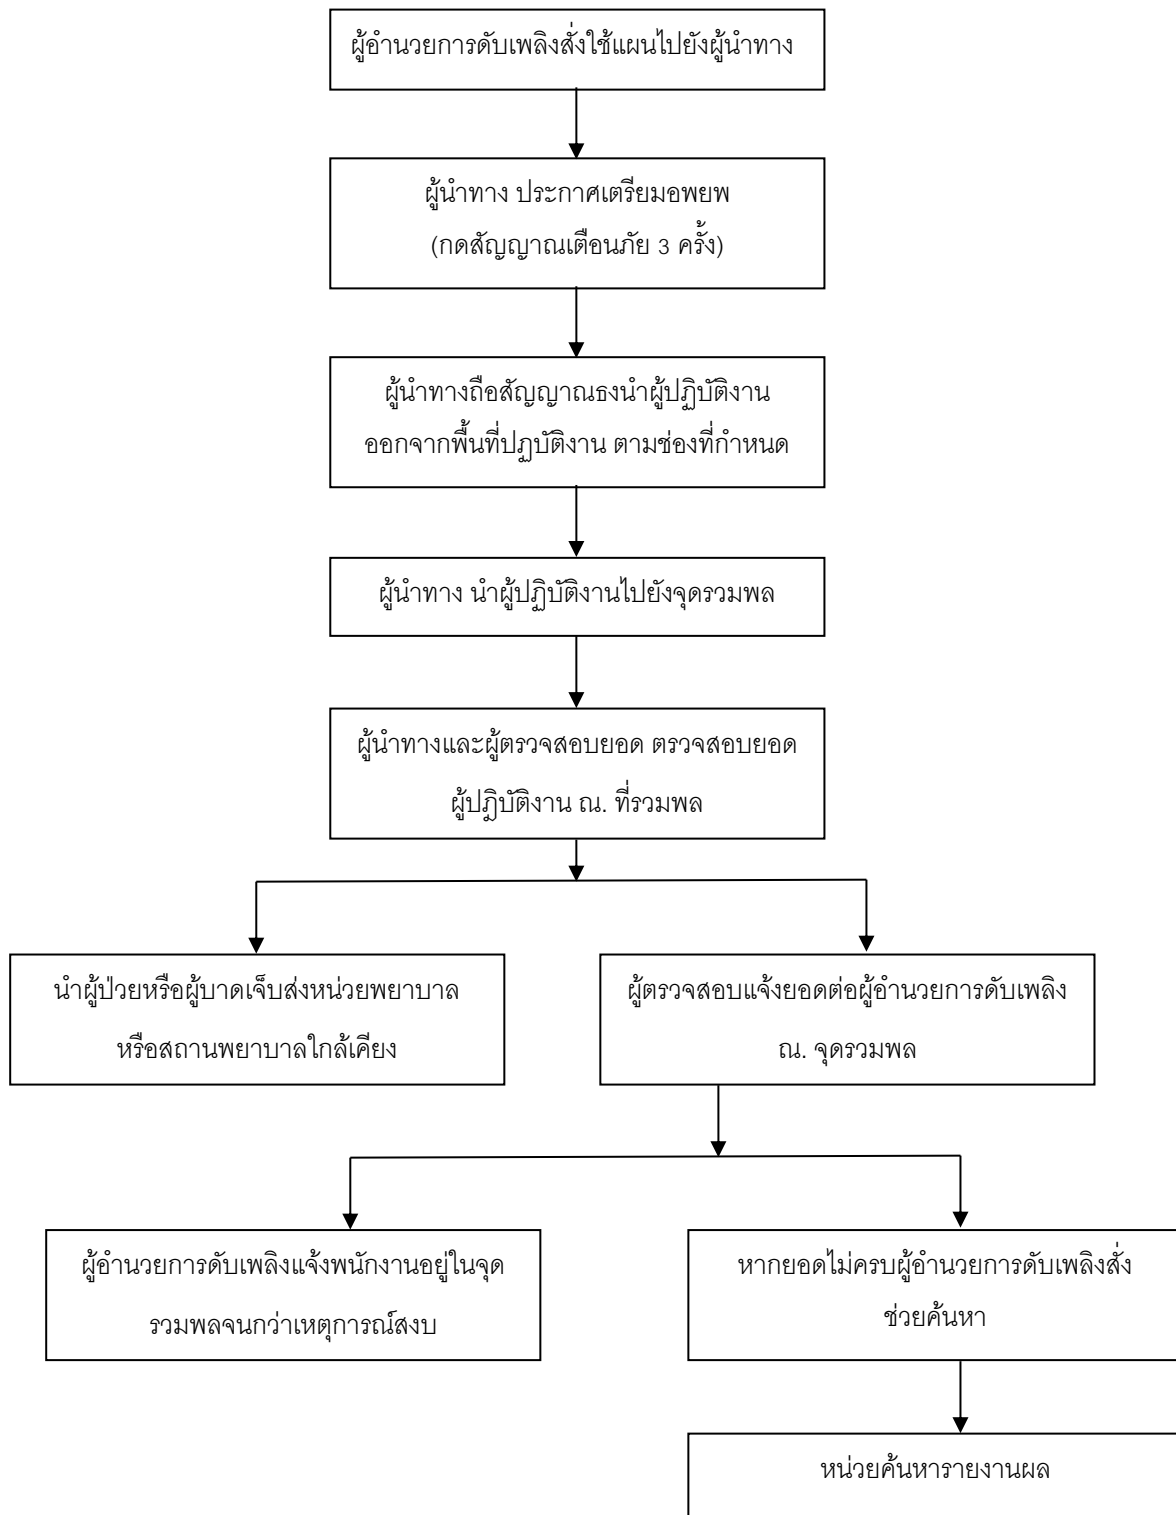 ผู้อำนวยการดับเพลิงสั่งใช้แผนไปยังผู้นำทาง
ผู้นำทาง ประกาศเตรียมอพยพ
(กดสัญญาณเตือนภัย 3 ครั้ง)
ผู้นำทางถือสัญญาณธงนำผู้ปฏิบัติงาน
ออกจากพื้นที่ปฏบัติงาน ตามช่องที่กำหนด
ผู้นำทาง นำผู้ปฏิบัติงานไปยังจุดรวมพล
ผู้นำทางและผู้ตรวจสอบยอด ตรวจสอบยอด
ผู้ปฏิบัติงาน ณ. ที่รวมพล
นำผู้ป่วยหรือผู้บาดเจ็บส่งหน่วยพยาบาล
หรือสถานพยาบาลใกล้เคียง
ผู้ตรวจสอบแจ้งยอดต่อผู้อำนวยการดับเพลิง
ณ. จุดรวมพล
ผู้อำนวยการดับเพลิงแจ้งพนักงานอยู่ในจุด
รวมพลจนกว่าเหตุการณ์สงบ
หากยอดไม่ครบผู้อำนวยการดับเพลิงสั่ง
ช่วยค้นหา
หน่วยค้นหารายงานผล